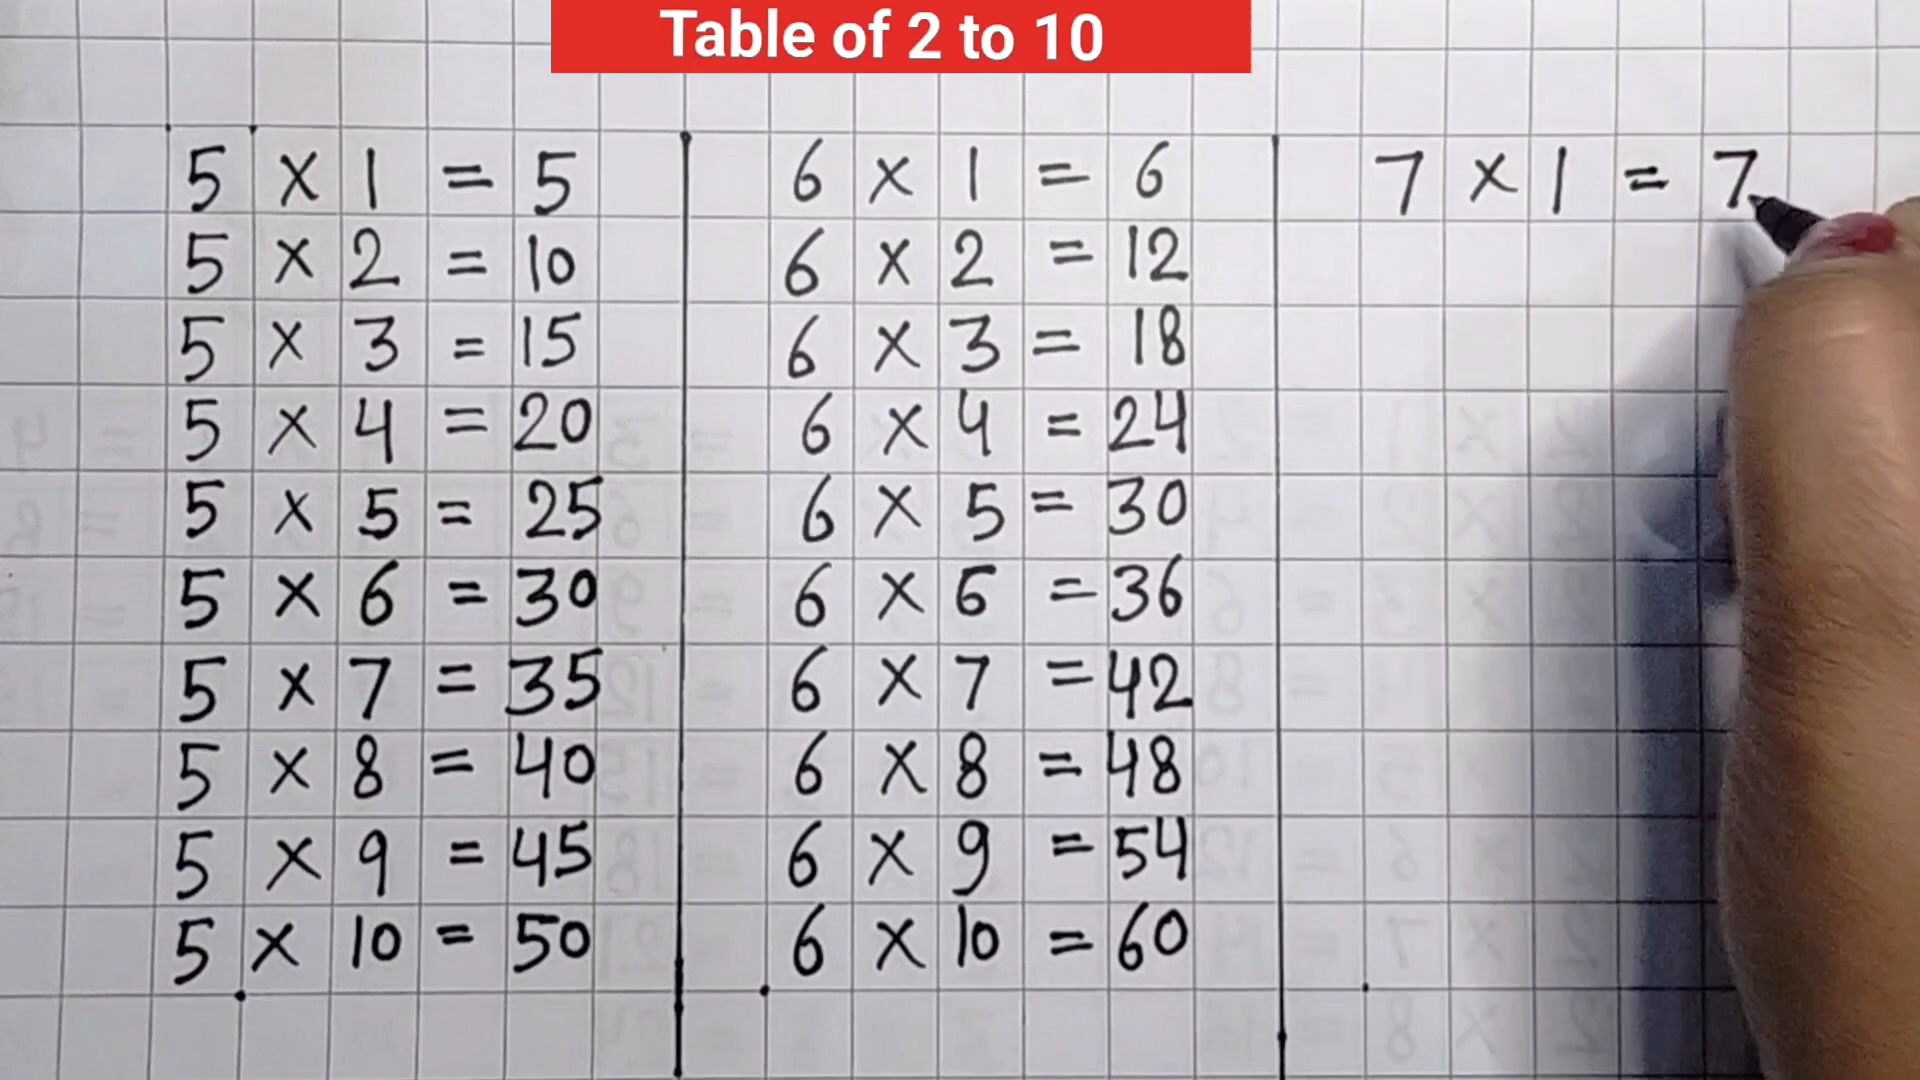 Table of 2 to 10
5 × 1 = 5
5 × 2 = 10
5 × 3 = 15
5 × 4 = 20
5 × 5 = 25
5 × 6 = 30
5 × 7 = 35
5 × 8 = 40
5 × 9 = 45
5 × 10 = 50
6 × 1 = 6
6 × 2 = 12
6 × 3 = 18
6 × 4 = 24
6 × 5 = 30
6 × 6 = 36
6 × 7 = 42
6 × 8 = 48
6 × 9 = 54
6 × 10 = 60
7 × 1 = 7